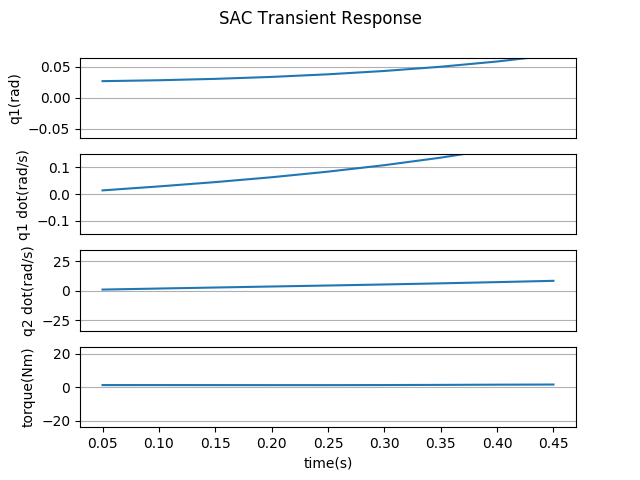 SAC Transient Response
q1(rad)
0.05
0.00
−0.05
q1 dot(rad/s)
0.1
0.0
−0.1
q2 dot(rad/s)
25
0
−25
torque(Nm)
20
0
−20
0.05 0.10 0.15 0.20 0.25 0.30 0.35 0.40 0.45
time(s)